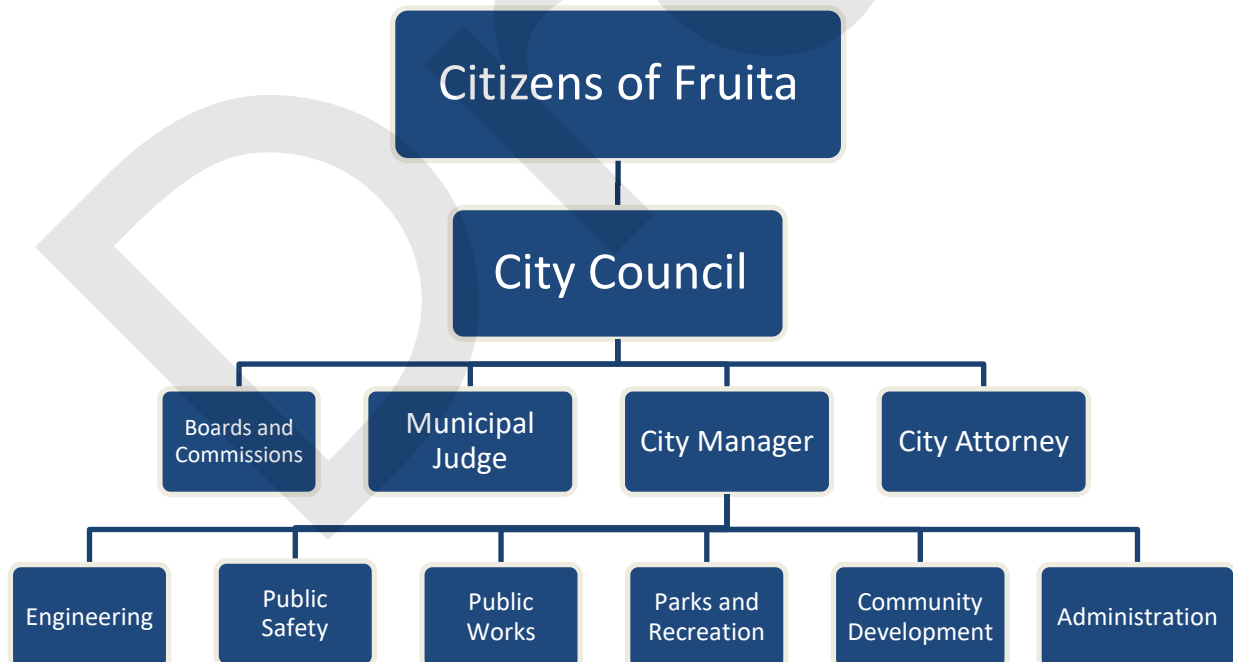 Citizens of Fruita
City Council
Boards and
Commissions
Municipal
Judge
City Manager
City Attorney
Engineering
Public
Safety
Public
Works
Parks and
Recreation
Community
Development
Administration